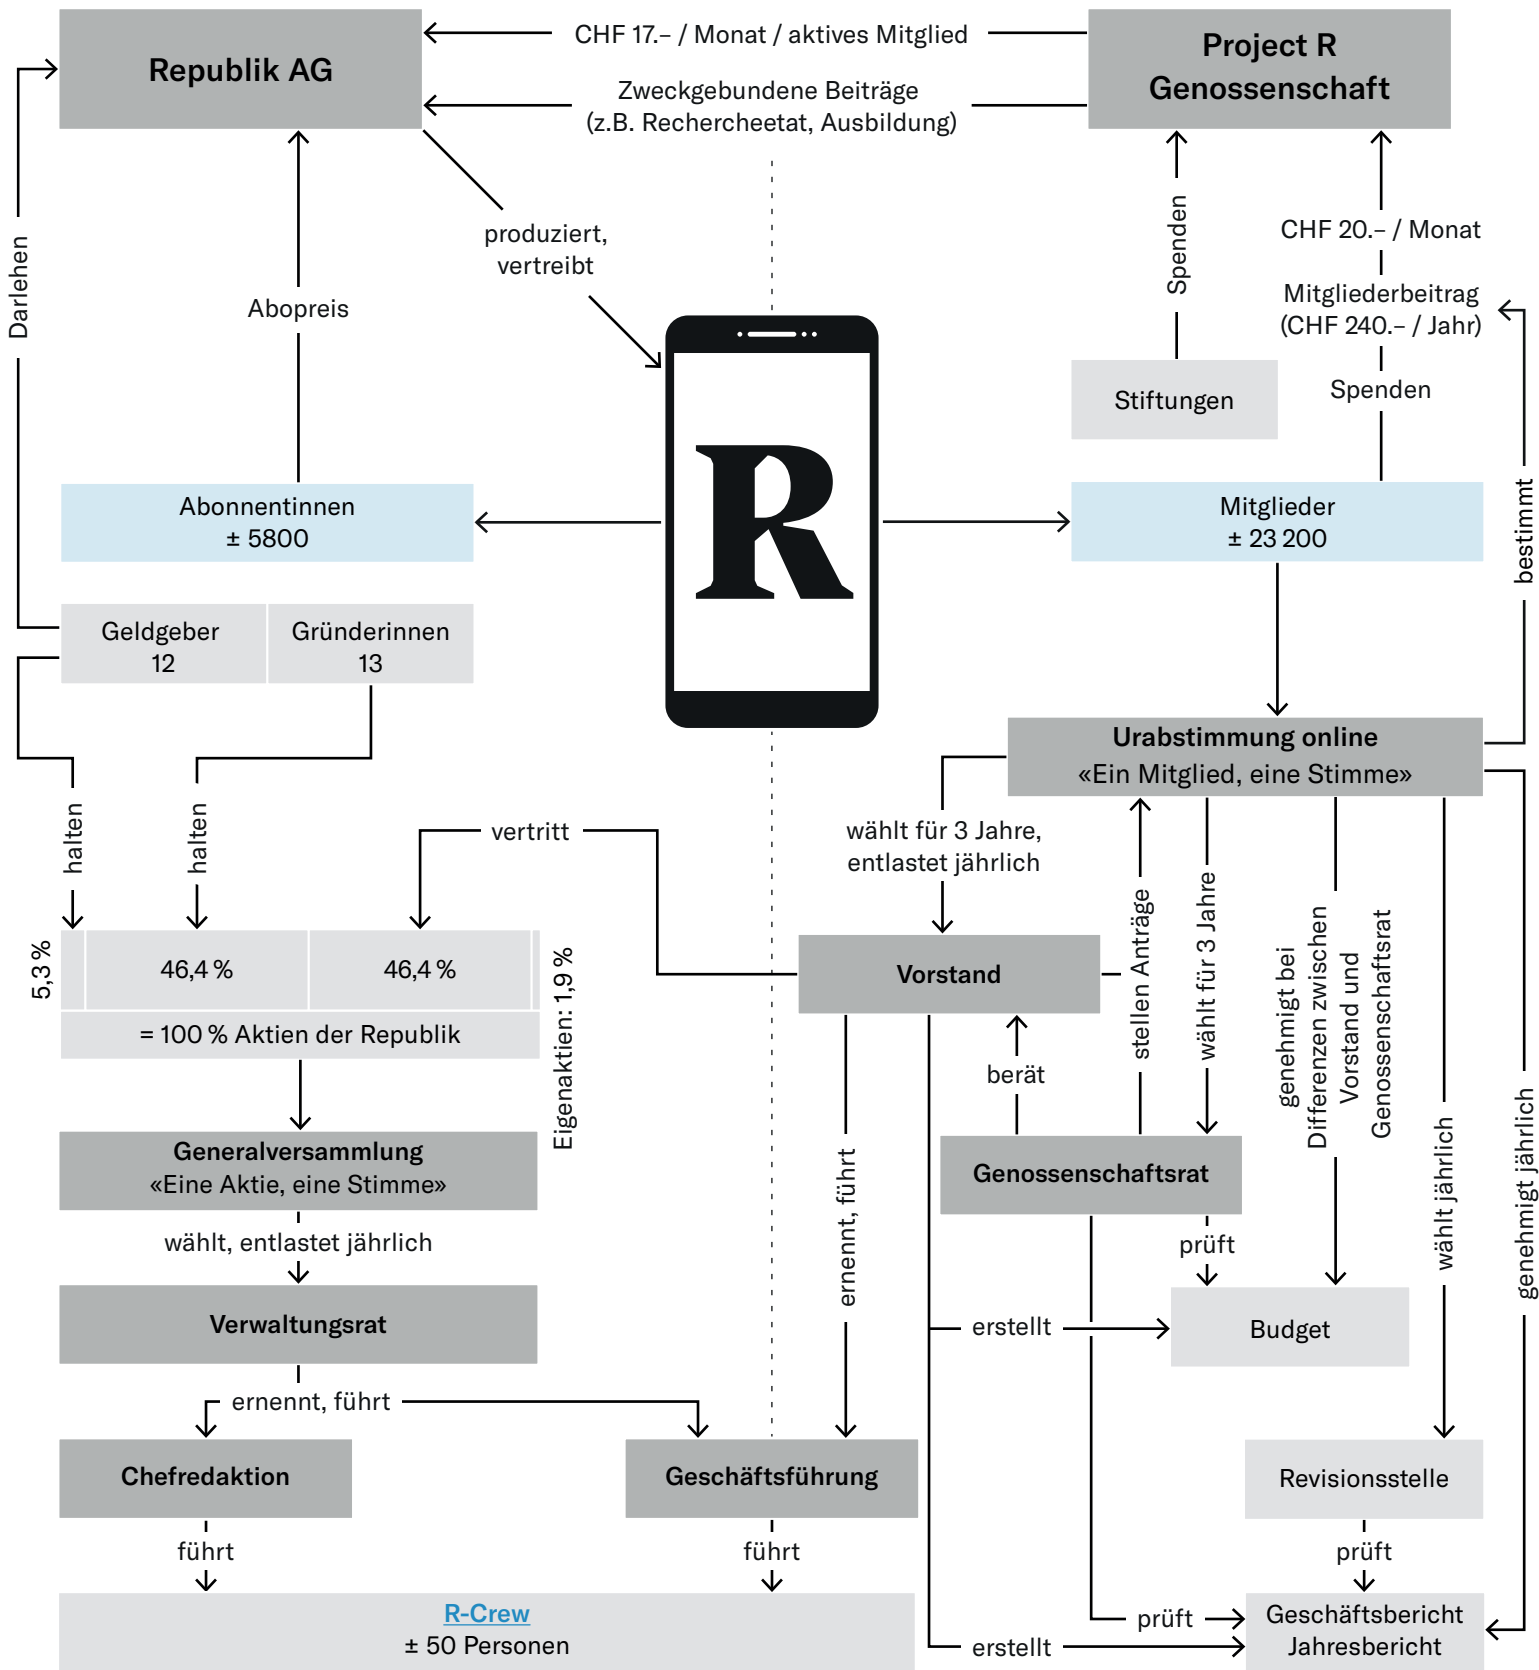 Republik AG
CHF 17.– / Monat / aktives Mitglied
Zweckgebundene Beiträge
(z.B. Rechercheetat, Ausbildung)
Project R
Genossenschaft
Darlehen
Abopreis
produziert,
vertreibt
Spenden
CHF 20.– / Monat
Mitgliederbeitrag
(CHF 240.– / Jahr)
Spenden
Stiftungen
bestimmt
R
Abonnentinnen
± 5800
Mitglieder
± 23 200
Geldgeber
12
Gründerinnen
13
Urabstimmung online
«Ein Mitglied, eine Stimme»
halten
halten
vertritt
wählt für 3 Jahre,
entlastet jährlich
5,3 %
46,4 %
46,4 %
Eigenaktien: 1,9 %
= 100 % Aktien der Republik
Vorstand
stellen Anträge
wählt für 3 Jahre
genehmigt bei
Differenzen zwischen
Vorstand und
Genossenschaftsrat
wählt jährlich
genehmigt jährlich
berät
ernennt, führt
Generalversammlung
«Eine Aktie, eine Stimme»
Genossenschaftsrat
wählt, entlastet jährlich
prüft
Verwaltungsrat
erstellt
Budget
ernennt, führt
Chefredaktion
Geschäftsführung
Revisionsstelle
führt
führt
prüft
R-Crew
± 50 Personen
prüft
erstellt
Geschäftsbericht
Jahresbericht